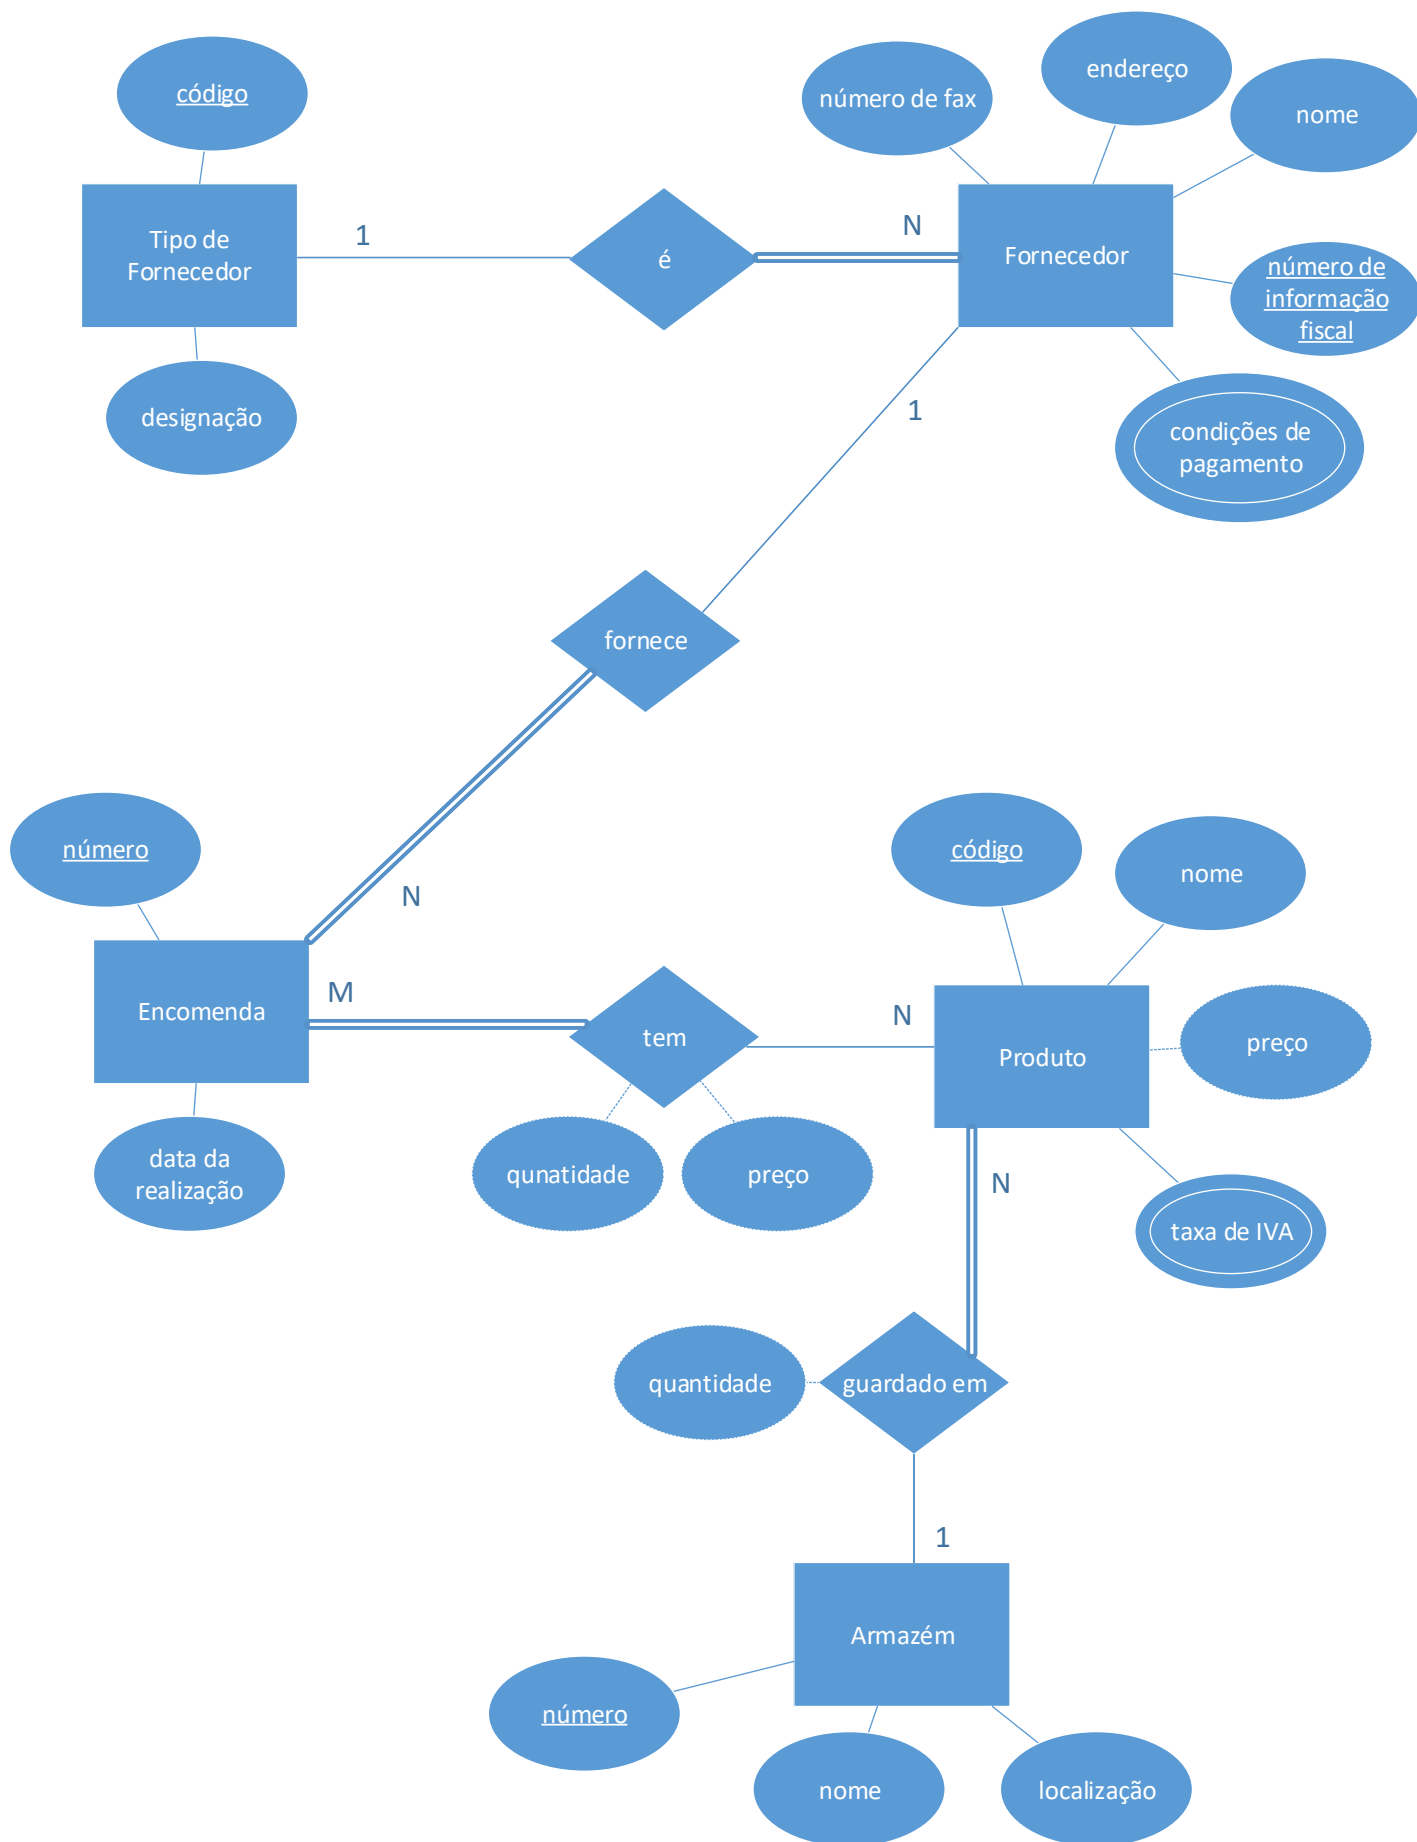 código
número de fax
endereço
nome
Tipo de
Fornecedor
1
é
N
Fornecedor
número de
informação
fiscal
designação
1
condições de
pagamento
fornece
número
N
código
nome
Encomenda
M
tem
N
Produto
preço
data da
realização
qunatidade
preço
N
taxa de IVA
quantidade
guardado em
1
Armazém
número
nome
localização